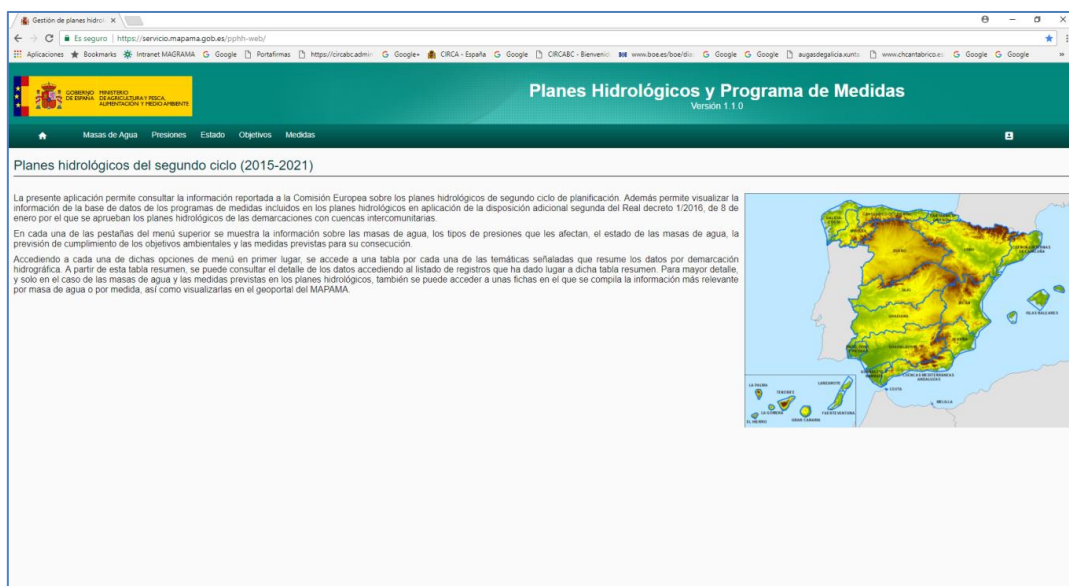 Gestión de planes hidrol
Es seguro | https://servicio.mapama.gob.es/pphh-web/
Aplicaciones Bookmarks Intranet MAGRAMA Google Portafirmas https://circabc.admin Google+ CIRCA - España Google CIRCABC - Bienvenid www.boe.es/boe/dia Google Google augasdegalicia.xunta www.chcantabrico.es Google Google
GOBIERNO DE ESPAÑA
MINISTERIO DE AGRICULTURA Y PESCA, ALIMENTACIÓN Y MEDIO AMBIENTE
Planes Hidrológicos y Programa de Medidas
Versión 1.1.0
Masas de Agua Presiones Estado Objetivos Medidas
Planes hidrológicos del segundo ciclo (2015-2021)
La presente aplicación permite consultar la información reportada a la Comisión Europea sobre los planes hidrológicos de segundo ciclo de planificación. Además permite visualizar la
información de la base de datos de los programas de medidas incluidos en los planes hidrológicos en aplicación de la disposición adicional segunda del Real decreto 1/2016, de 8 de
enero por el que se aprueban los planes hidrológicos de las demarcaciones con cuencas intercomunitarias.
En cada una de las pestañas del menú superior se muestra la información sobre las masas de agua, los tipos de presiones que les afectan, el estado de las masas de agua, la
previsión de cumplimiento de los objetivos ambientales y las medidas previstas para su consecución.
Accediendo a cada una de dichas opciones de menú en primer lugar, se accede a una tabla por cada una de las temáticas señaladas que resume los datos por demarcación
hidrográfica. A partir de esta tabla resumen, se puede consultar el detalle de los datos accediendo al listado de registros que ha dado lugar a dicha tabla resumen. Para mayor detalle,
y solo en el caso de las masas de agua y las medidas previstas en los planes hidrológicos, también se puede acceder a unas fichas en el que se compila la información más relevante
por masa de agua o por medida, así como visualizarlas en el geoportal del MAPAMA.
DUERO
EBRO
TAJO
GUADIANA
ISLAS BALEARES
CUENCAS MEDITERRANEAS
ANDALUZAS
CEUTA
MELILLA
LA PALMA
TENERIFE
LANZAROTE
LA GOMERA
EL HIERRO
GRAN CANARIA
FUERTEVENTURA